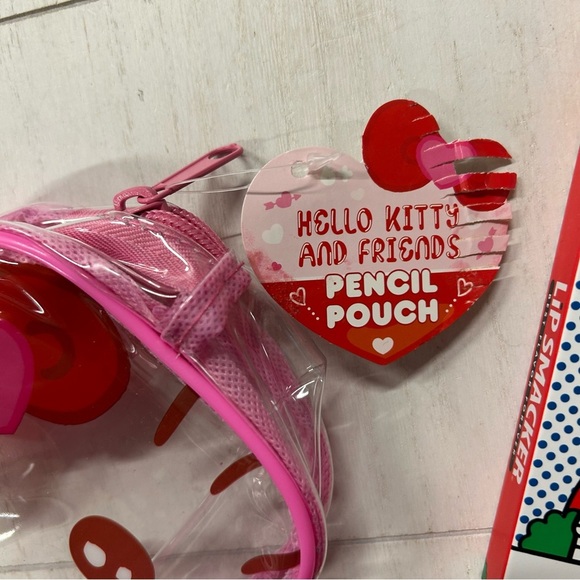 HELLO KITTY
AND FRIENDS
PENCIL
POUCH
LIP SMACKER